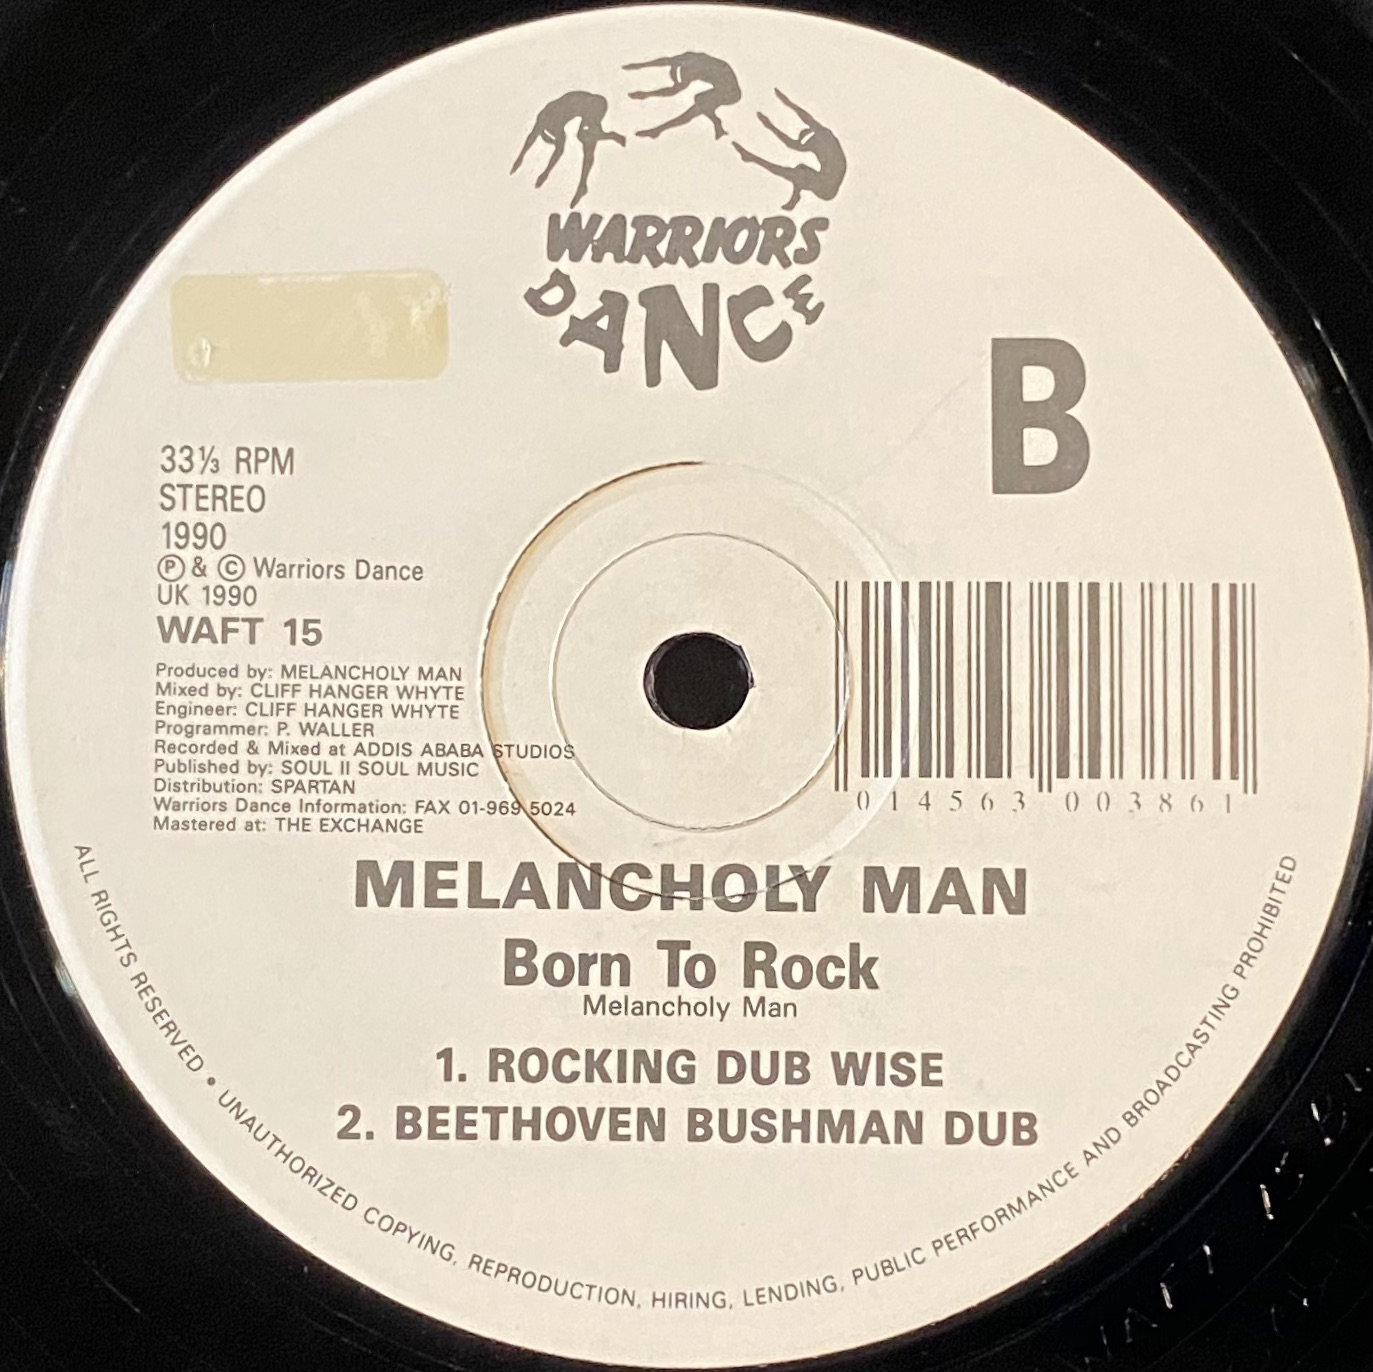 WARRIORS
DANCE
B
33⅓ RPM
STEREO
1990
Ⓟ & © Warriors Dance
UK 1990
WAFT 15
Produced by: MELANCHOLY MAN
Mixed by: CLIFF HANGER WHYTE
Engineer: CLIFF HANGER WHYTE
Programmer: P. WALLER
Recorded & Mixed at ADDIS ABABA STUDIOS
Published by: SOUL II SOUL MUSIC
Distribution: SPARTAN
Warriors Dance Information: FAX 01-969 5024
Mastered at: THE EXCHANGE
014563 003861
MELANCHOLY MAN
Born To Rock
Melancholy Man
1. ROCKING DUB WISE
2. BEETHOVEN BUSHMAN DUB
ALL RIGHTS RESERVED • UNAUTHORIZED COPYING, REPRODUCTION, HIRING, LENDING, PUBLIC PERFORMANCE AND BROADCASTING PROHIBITED